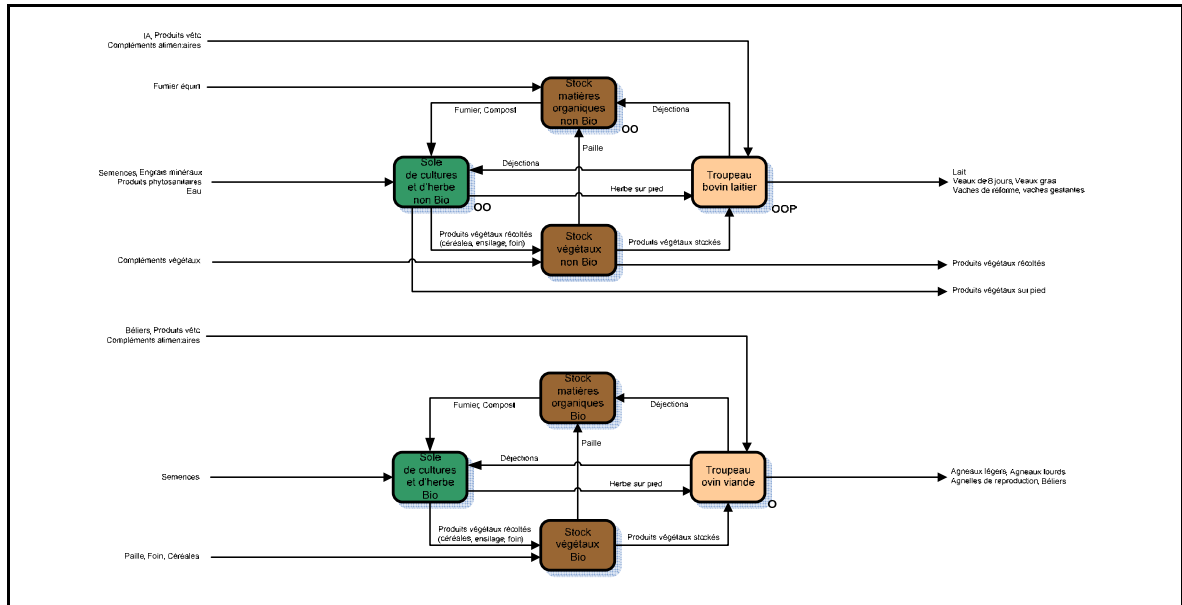 IA, Produits véto
Compléments alimentaires
Fumier équin
Stock
matières
organiques
non Bio
OO
Fumier, Compost
Déjections
Paille
Semences, Engrais minéraux
Produits phytosanitaires
Eau
Sole
de cultures
et d'herbe
non Bio
OO
Déjections
Herbe sur pied
Troupeau
bovin laitier
OOP
Lait
Veaux de 8 jours, Veaux gras
Vaches de réforme, vaches gestantes
Produits végétaux récoltés
(céréales, ensilage, foin)
Stock
végétaux
non Bio
Produits végétaux stockés
Compléments végétaux
Produits végétaux récoltés
Produits végétaux sur pied
Béliers, Produits véto
Compléments alimentaires
Stock
matières
organiques
Bio
Fumier, Compost
Déjections
Paille
Semences
Sole
de cultures
et d'herbe
Bio
Déjections
Herbe sur pied
Troupeau
ovin viande
O
Agneaux légers, Agneaux lourds
Agnelles de reproduction, Béliers
Produits végétaux récoltés
(céréales, ensilage, foin)
Stock
végétaux
Bio
Produits végétaux stockés
Paille, Foin, Céréales